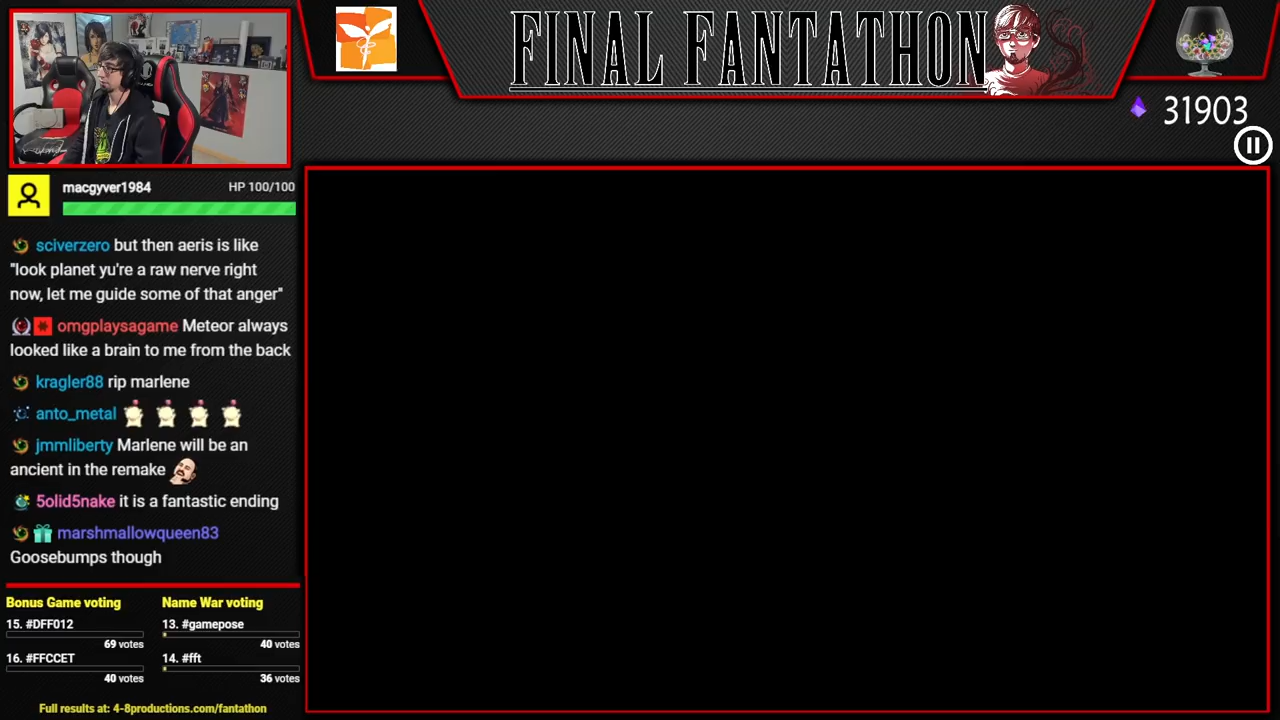 FINAL FANTATHON
31903
macgyver1984 HP 100/100
sciverzero but then aeris is like
"look planet yu're a raw nerve right
now, let me guide some of that anger"
omgplaysagame Meteor always
looked like a brain to me from the back
kragler88 rip marlene
anto_metal
jmmliberty Marlene will be an
ancient in the remake
5olid5nake it is a fantastic ending
marshmallowqueen83
Goosebumps though
Bonus Game voting
15. #DFF012
69 votes
16. #FFCCET
40 votes
Name War voting
13. #gamepose
40 votes
14. #fft
36 votes
Full results at: 4-8productions.com/fantathon